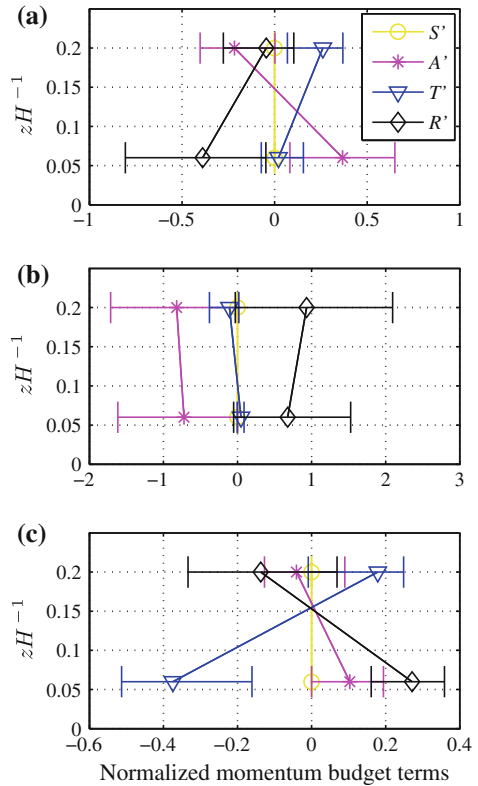 (a)
0.2
0.15
0.1
0.05
0
zH⁻¹
-1
-0.5
0
0.5
1
S'
A'
T'
R'
(b)
0.2
0.15
0.1
0.05
0
zH⁻¹
-2
-1
0
1
2
3
(c)
0.2
0.15
0.1
0.05
0
zH⁻¹
-0.6
-0.4
-0.2
0
0.2
0.4
Normalized momentum budget terms